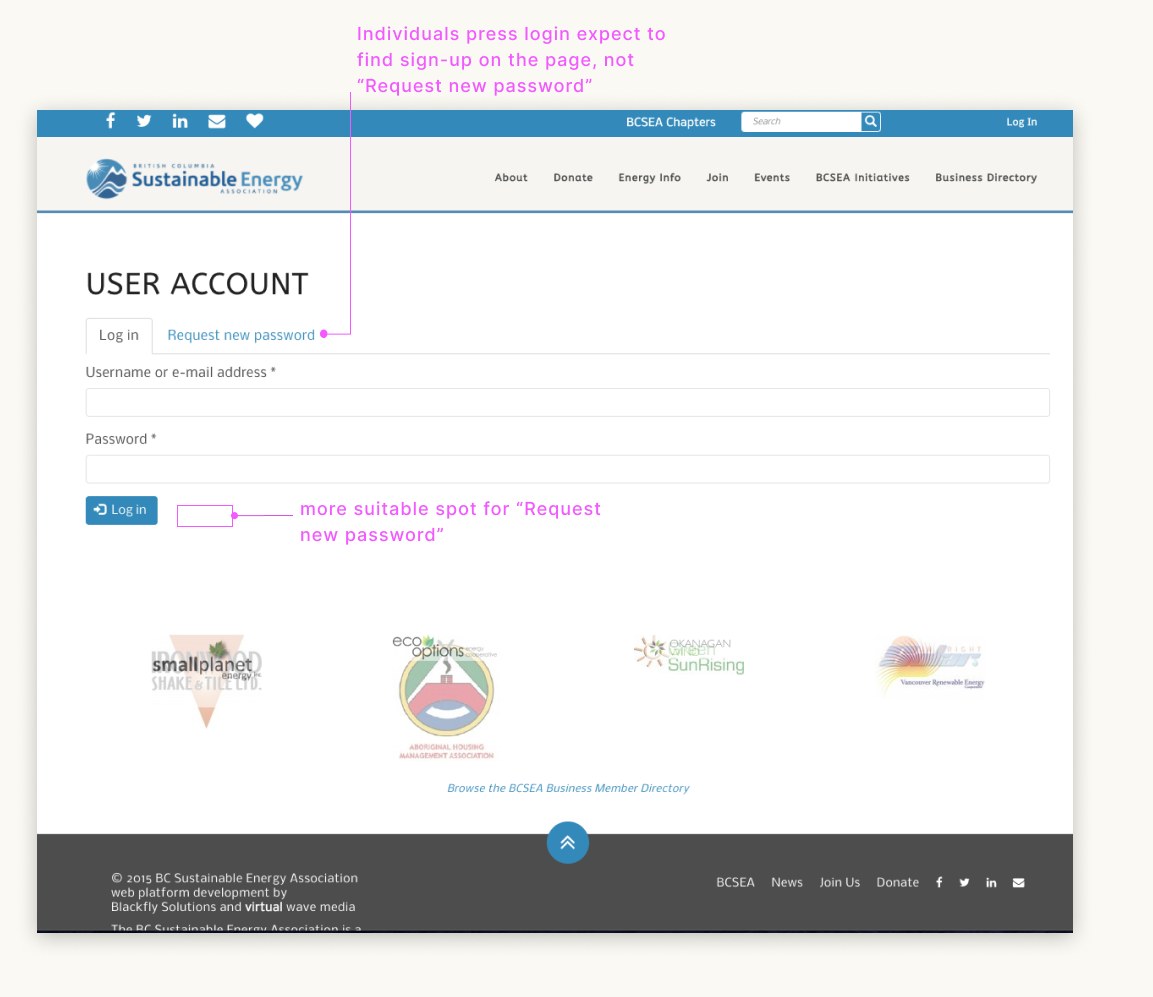 Individuals press login expect to
find sign-up on the page, not
“Request new password”
BCSEA Chapters
Search
Log In
BRITISH COLUMBIA
Sustainable Energy
ASSOCIATION
About Donate Energy Info Join Events BCSEA Initiatives Business Directory
USER ACCOUNT
Log in
Request new password
Username or e-mail address *
Password *
Log in
more suitable spot for “Request
new password”
smallplanet
energy
SHAKE & TILE LTD.
eco options
energy cooperative
ABORIGINAL HOUSING
MANAGEMENT ASSOCIATION
OKANAGAN
SunRising
Vancouver Renewable Energy
Browse the BCSEA Business Member Directory
© 2015 BC Sustainable Energy Association
web platform development by
Blackfly Solutions and virtual wave media
The BC Sustainable Energy Association is a
BCSEA News Join Us Donate